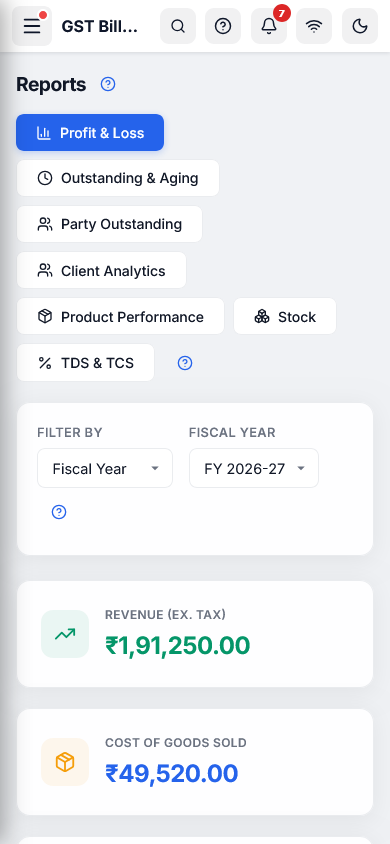 GST Bill...
7
Reports
Profit & Loss
Outstanding & Aging
Party Outstanding
Client Analytics
Product Performance
Stock
TDS & TCS
FILTER BY
FISCAL YEAR
Fiscal Year
FY 2026-27
REVENUE (EX. TAX)
₹1,91,250.00
COST OF GOODS SOLD
₹49,520.00